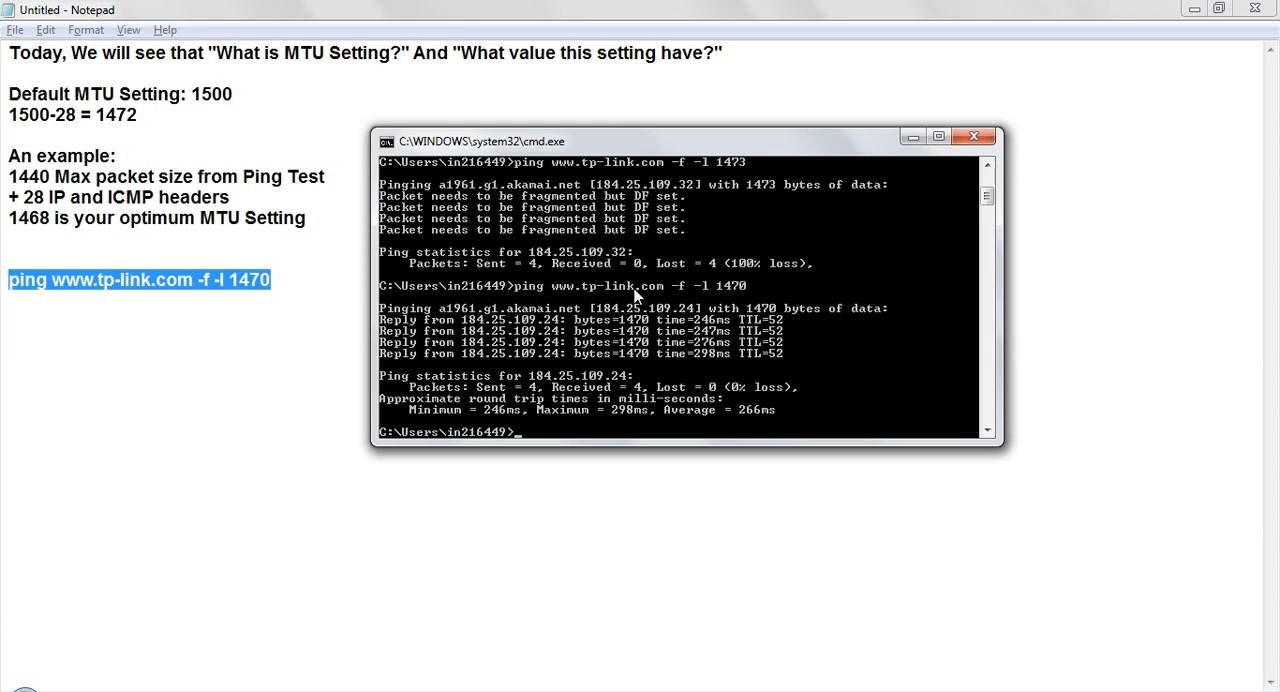 Untitled - Notepad
File Edit Format View Help
Today, We will see that "What is MTU Setting?" And "What value this setting have?"
Default MTU Setting: 1500
1500-28 = 1472
An example:
1440 Max packet size from Ping Test
+ 28 IP and ICMP headers
1468 is your optimum MTU Setting
ping www.tp-link.com -f -l 1470
C:\WINDOWS\system32\cmd.exe
C:\Users\in216449>ping www.tp-link.com -f -l 1473
Pinging a1961.g1.akamai.net [184.25.109.32] with 1473 bytes of data:
Packet needs to be fragmented but DF set.
Packet needs to be fragmented but DF set.
Packet needs to be fragmented but DF set.
Packet needs to be fragmented but DF set.
Ping statistics for 184.25.109.32:
Packets: Sent = 4, Received = 0, Lost = 4 (100% loss),
C:\Users\in216449>ping www.tp-link.com -f -l 1470
Pinging a1961.g1.akamai.net [184.25.109.24] with 1470 bytes of data:
Reply from 184.25.109.24: bytes=1470 time=246ms TTL=52
Reply from 184.25.109.24: bytes=1470 time=247ms TTL=52
Reply from 184.25.109.24: bytes=1470 time=276ms TTL=52
Reply from 184.25.109.24: bytes=1470 time=298ms TTL=52
Ping statistics for 184.25.109.24:
Packets: Sent = 4, Received = 4, Lost = 0 (0% loss),
Approximate round trip times in milli-seconds:
Minimum = 246ms, Maximum = 298ms, Average = 266ms
C:\Users\in216449>_